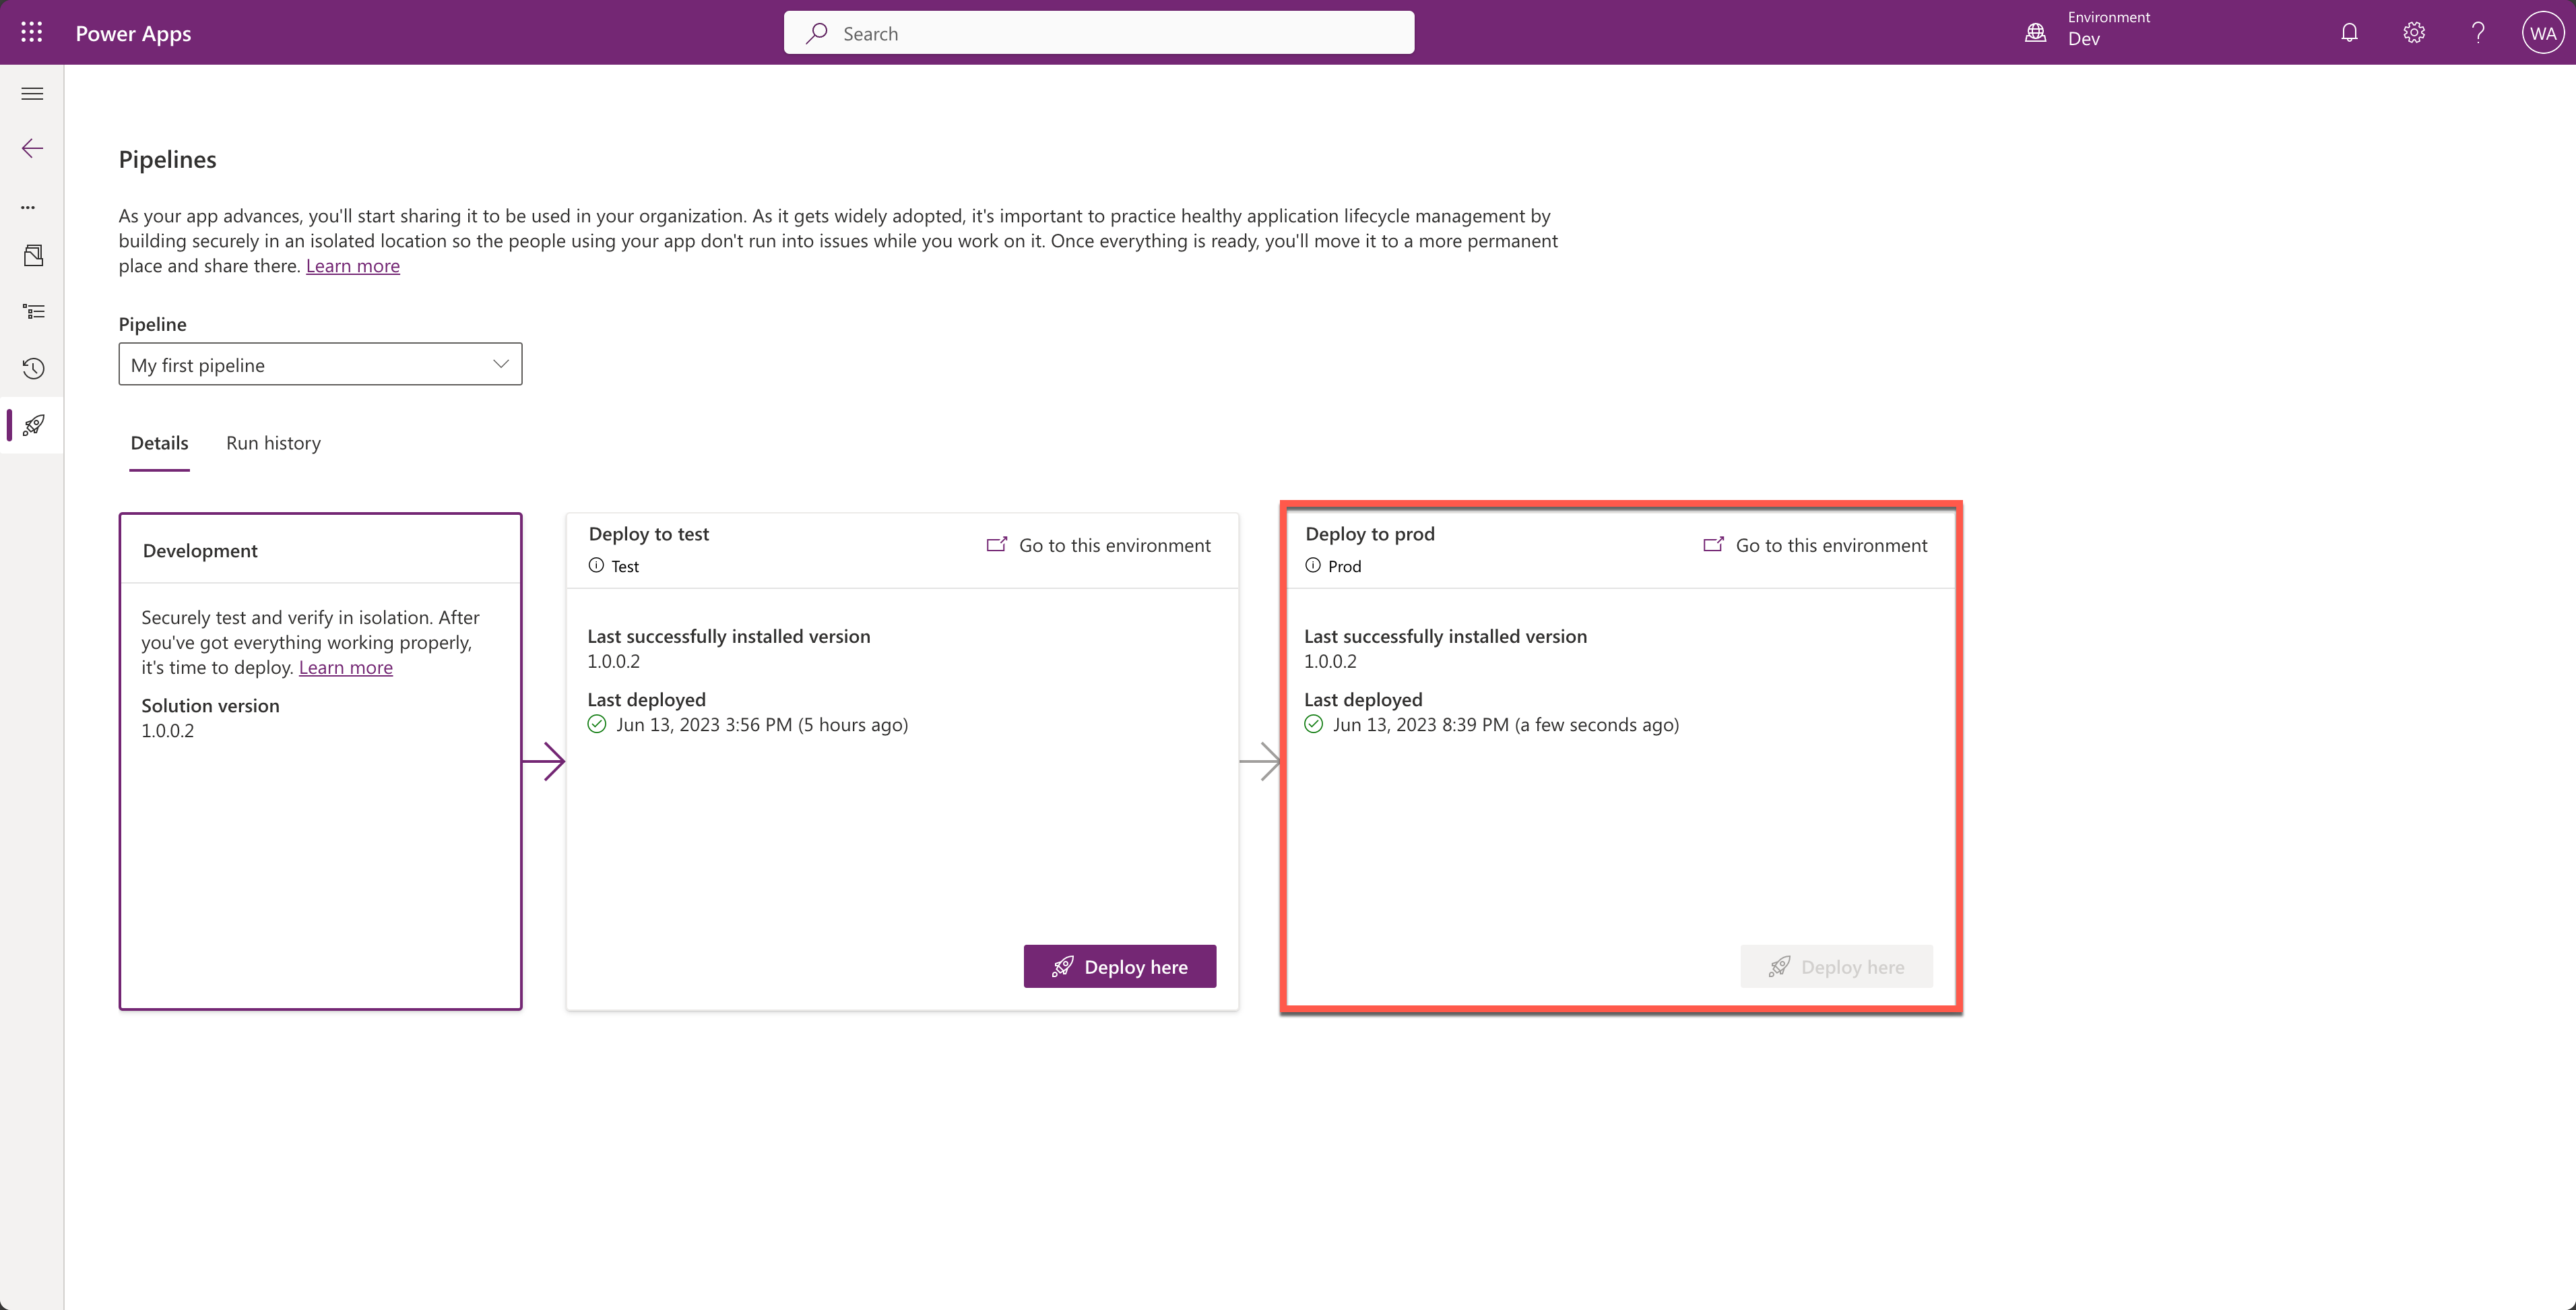 Power Apps
Search
Environment
Dev
WA
Pipelines
As your app advances, you'll start sharing it to be used in your organization. As it gets widely adopted, it's important to practice healthy application lifecycle management by
building securely in an isolated location so the people using your app don't run into issues while you work on it. Once everything is ready, you'll move it to a more permanent
place and share there. Learn more
Pipeline
My first pipeline
Details
Run history
Development
Securely test and verify in isolation. After
you've got everything working properly,
it's time to deploy. Learn more
Solution version
1.0.0.2
Deploy to test
Test
Go to this environment
Last successfully installed version
1.0.0.2
Last deployed
Jun 13, 2023 3:56 PM (5 hours ago)
Deploy here
Deploy to prod
Prod
Go to this environment
Last successfully installed version
1.0.0.2
Last deployed
Jun 13, 2023 8:39 PM (a few seconds ago)
Deploy here